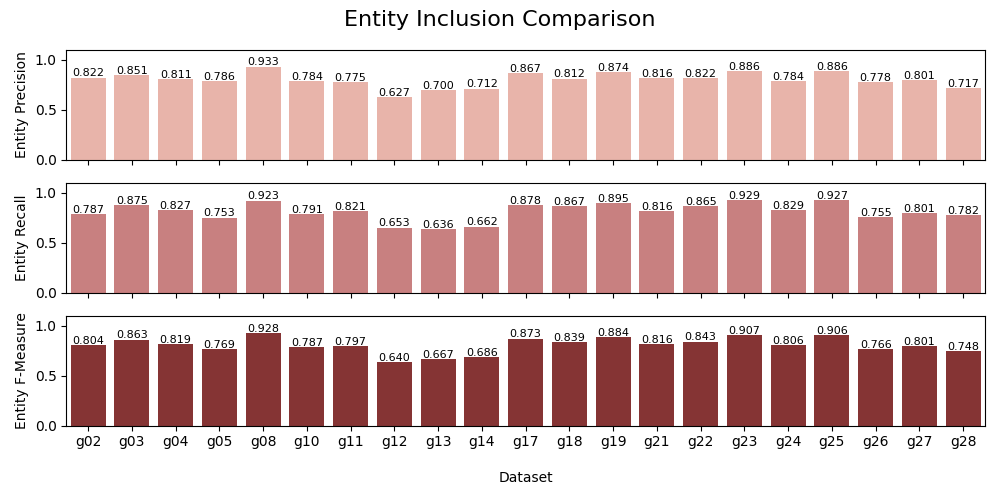 Entity Inclusion Comparison
Entity Precision
1.0
0.5
0.0
0.822 0.851 0.811 0.786 0.933 0.784 0.775 0.627 0.700 0.712 0.867 0.812 0.874 0.816 0.822 0.886 0.784 0.886 0.778 0.801 0.717
Entity Recall
1.0
0.5
0.0
0.787 0.875 0.827 0.753 0.923 0.791 0.821 0.653 0.636 0.662 0.878 0.867 0.895 0.816 0.865 0.929 0.829 0.927 0.755 0.801 0.782
Entity F-Measure
1.0
0.5
0.0
0.804 0.863 0.819 0.769 0.928 0.787 0.797 0.640 0.667 0.686 0.873 0.839 0.884 0.816 0.843 0.907 0.806 0.906 0.766 0.801 0.748
g02 g03 g04 g05 g08 g10 g11 g12 g13 g14 g17 g18 g19 g21 g22 g23 g24 g25 g26 g27 g28
Dataset